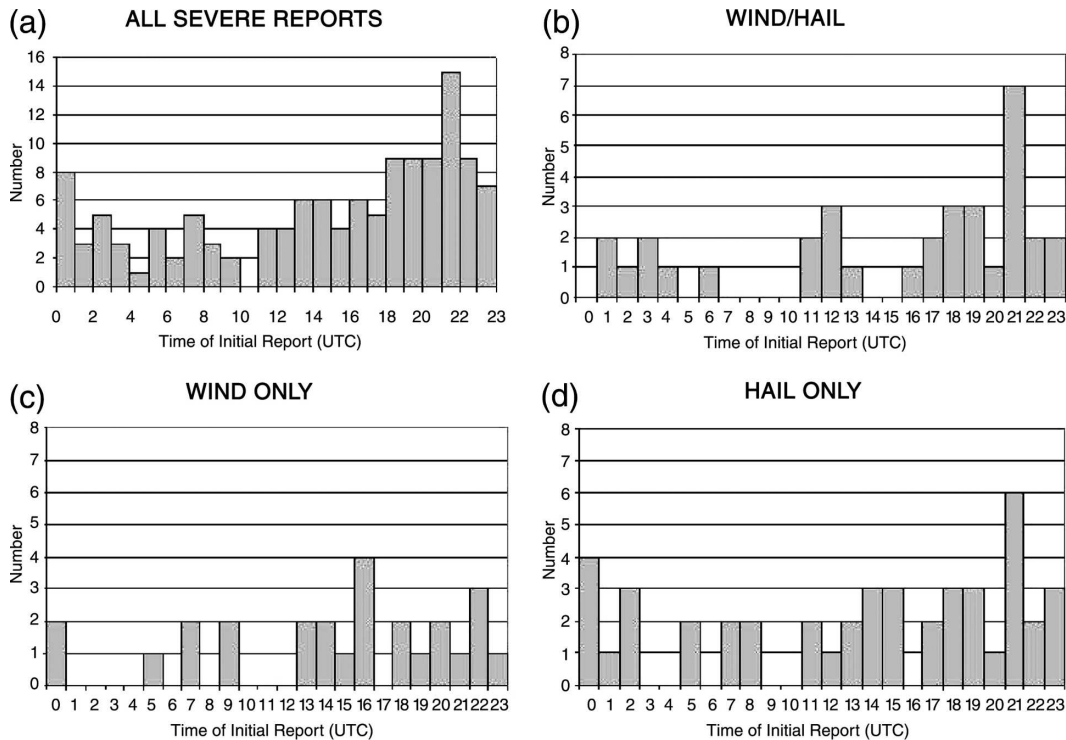 (a) ALL SEVERE REPORTS
16
14
12
10
8
6
4
2
0
Number
0 2 4 6 8 10 12 14 16 18 20 22 23
Time of Initial Report (UTC)
(b) WIND/HAIL
8
7
6
5
4
3
2
1
0
Number
0 1 2 3 4 5 6 7 8 9 10 11 12 13 14 15 16 17 18 19 20 21 22 23
Time of Initial Report (UTC)
(c) WIND ONLY
8
7
6
5
4
3
2
1
0
Number
0 1 2 3 4 5 6 7 8 9 10 11 12 13 14 15 16 17 18 19 20 21 22 23
Time of Initial Report (UTC)
(d) HAIL ONLY
8
7
6
5
4
3
2
1
0
Number
0 1 2 3 4 5 6 7 8 9 10 11 12 13 14 15 16 17 18 19 20 21 22 23
Time of Initial Report (UTC)